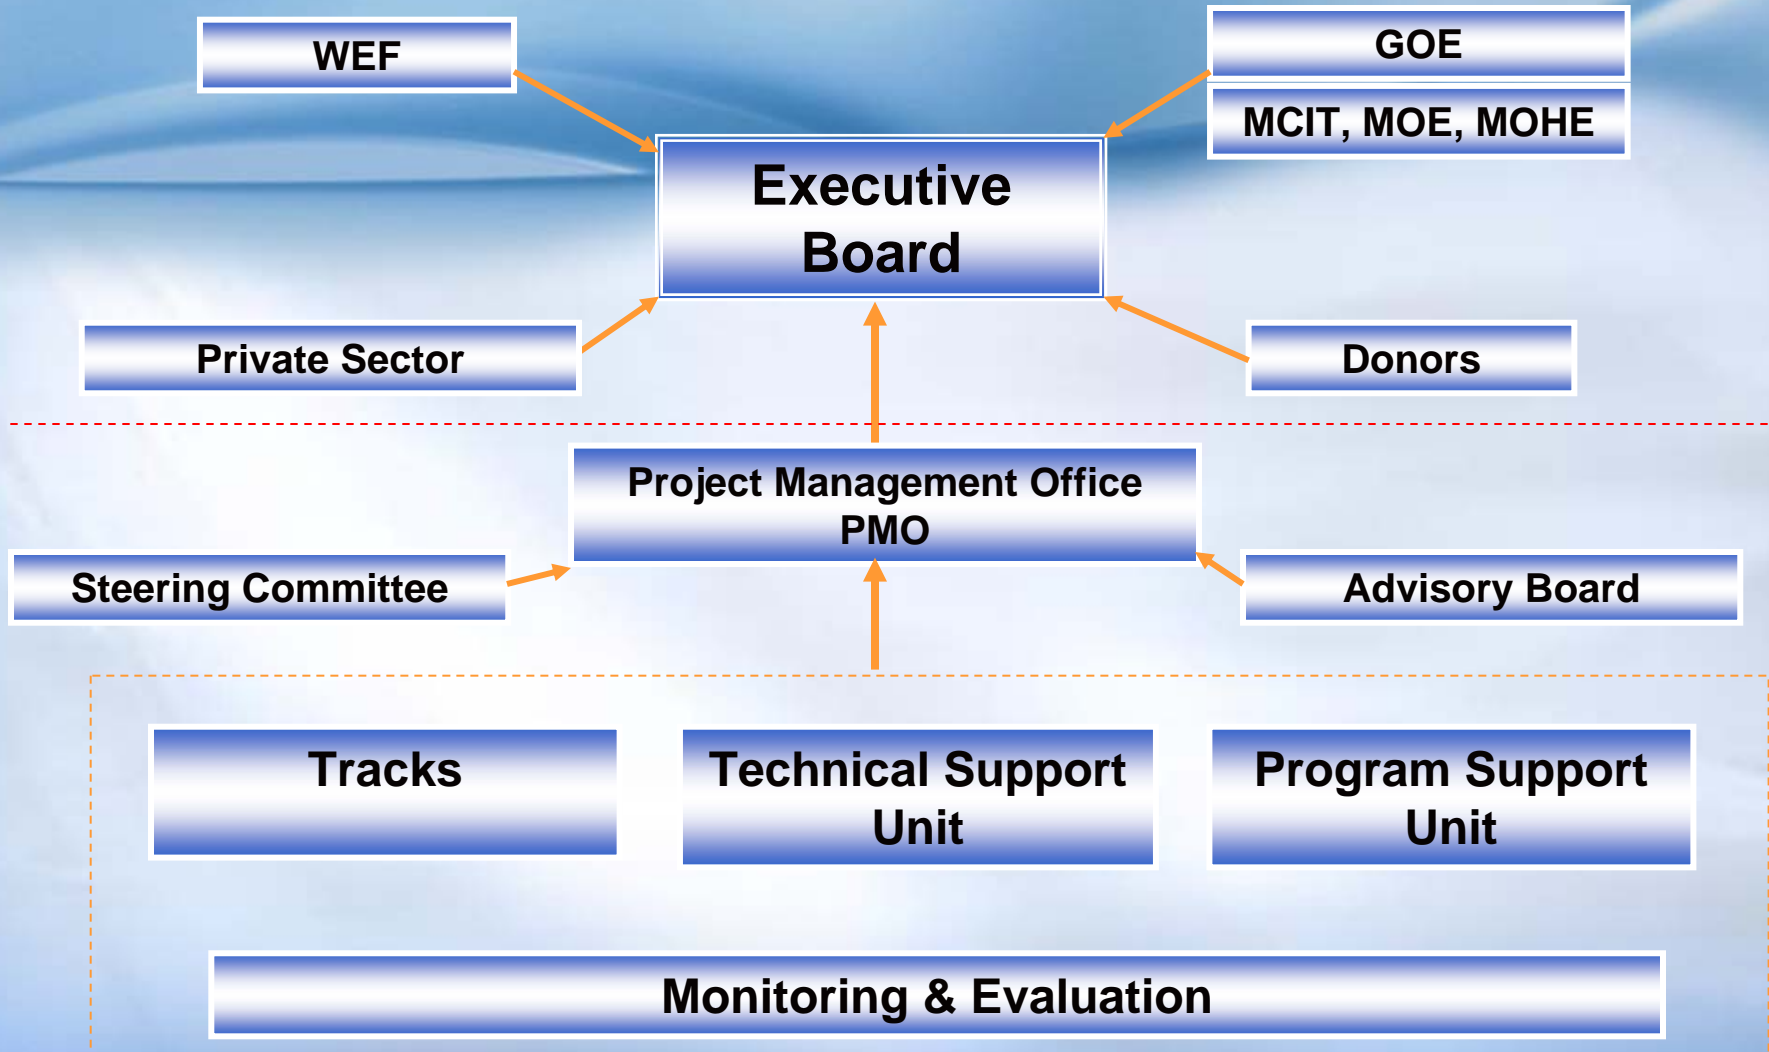 WEF
GOE
MCIT, MOE, MOHE
Executive
Board
Private Sector
Donors
Project Management Office
PMO
Steering Committee
Advisory Board
Tracks
Technical Support
Unit
Program Support
Unit
Monitoring & Evaluation